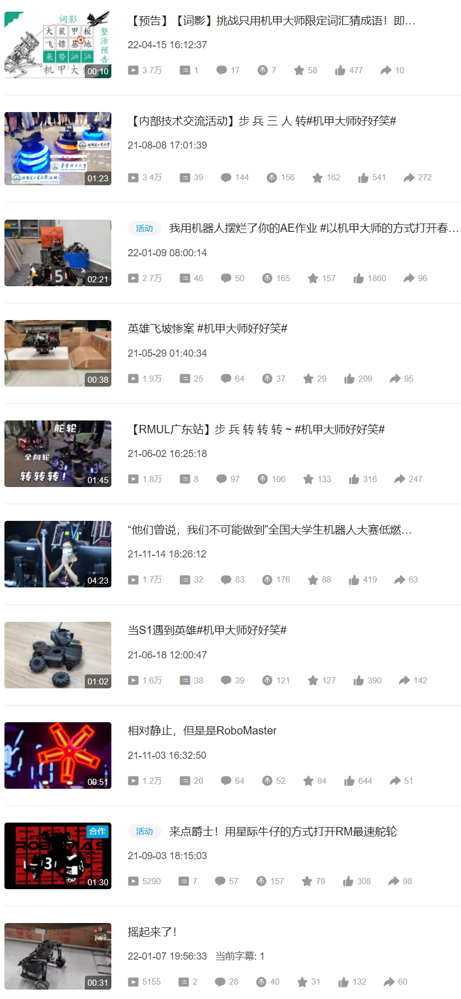 词影
大装甲板
飞镖基地
来势汹汹
机甲大师
整活预告
00:10
【预告】【词影】挑战只用机甲大师限定词汇猜成语！即…
22-04-15 16:12:37
3.7万 1 17 7 58 477 10
01:23
【内部技术交流活动】步 兵 三 人 转#机甲大师好好笑#
21-08-08 17:01:39
3.4万 39 144 156 162 541 272
5
02:21
活动 我用机器人摆烂了你的AE作业 #以机甲大师的方式打开春…
22-01-09 08:00:14
2.7万 46 50 165 157 1860 96
00:38
英雄飞坡惨案 #机甲大师好好笑#
21-05-29 01:40:34
1.9万 25 64 37 29 209 95
舵轮
全向轮
转转转！
01:45
【RMUL广东站】步 兵 转 转 转 ~ #机甲大师好好笑#
21-06-02 16:25:18
1.8万 8 97 106 133 316 247
04:23
“他们曾说，我们不可能做到”全国大学生机器人大赛低燃…
21-11-14 18:26:12
1.7万 32 83 176 88 419 63
01:02
当S1遇到英雄#机甲大师好好笑#
21-06-18 12:00:47
1.6万 38 39 121 127 390 142
00:51
相对静止，但是是RoboMaster
21-11-03 16:32:50
1.2万 20 64 52 84 644 51
合作
3
01:30
活动 来点爵士！用星际牛仔的方式打开RM最速舵轮
21-09-03 18:15:03
5290 7 57 157 79 308 98
00:31
摇起来了！
22-01-07 19:56:33 当前字幕: 1
5155 2 28 40 31 132 60